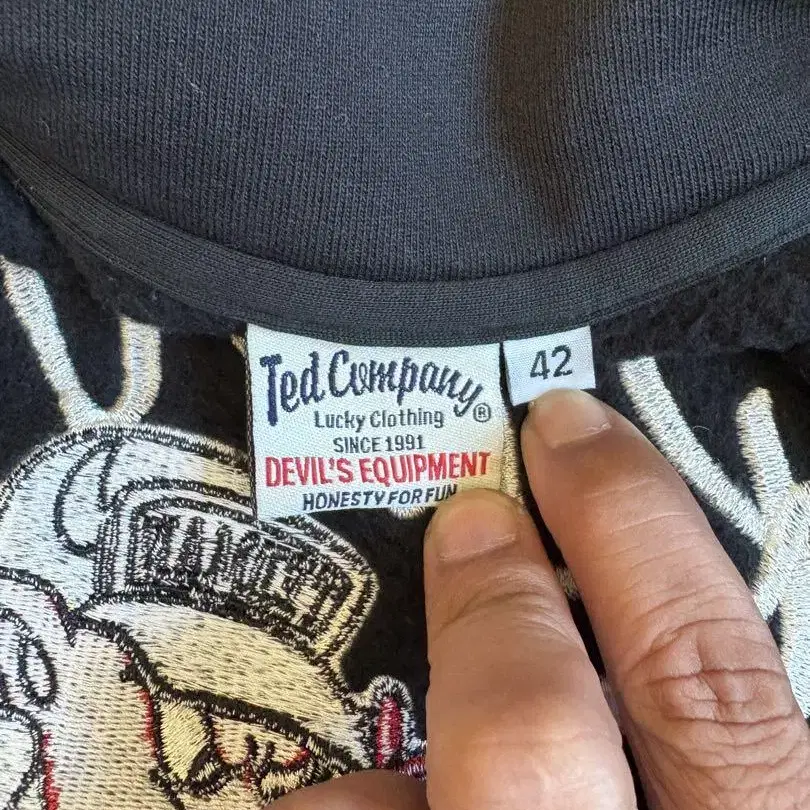 Ted Company®
Lucky Clothing
SINCE 1991
DEVIL'S EQUIPMENT
HONESTY FOR FUN
42